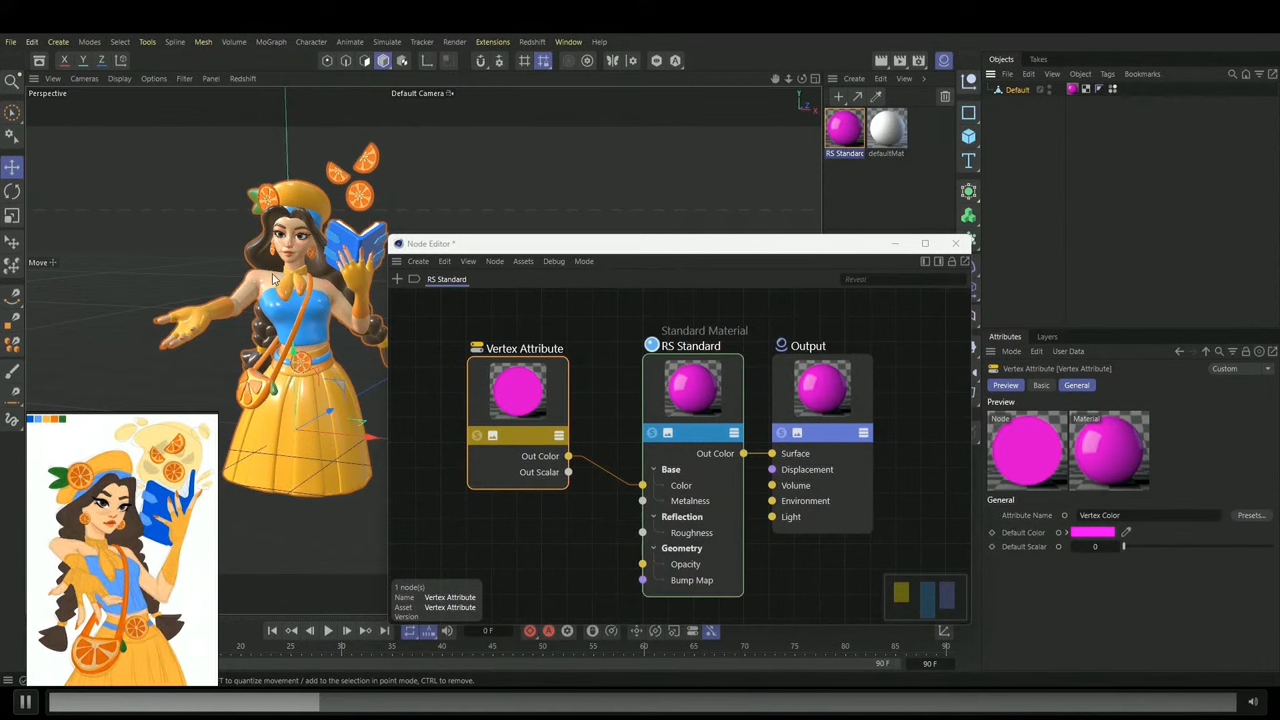 File Edit Create Modes Select Tools Spline Mesh Volume MoGraph Character Animate Simulate Tracker Render Extensions Redshift Window Help
Objects Takes
X Y Z
File Edit View Object Tags Bookmarks
View Cameras Display Options Filter Panel Redshift
Create Edit View
Default
Perspective
Default Camera
Y
Z
X
RS Standard
defaultMat
Move
Node Editor *
Create Edit View Node Assets Debug Mode
RS Standard
Reveal
Vertex Attribute
Out Color
Out Scalar
Standard Material
RS Standard
Out Color
Base
Color
Metalness
Reflection
Roughness
Geometry
Opacity
Bump Map
Output
Surface
Displacement
Volume
Environment
Light
1 node(s)
Name Vertex Attribute
Asset Vertex Attribute
Version
Attributes Layers
Mode Edit User Data
Vertex Attribute [Vertex Attribute]
Custom
Preview Basic General
Preview
Node
Material
General
Attribute Name Vertex Color Presets...
Default Color
Default Scalar 0
0 F
20 25 30 35 40 45 50 55 60 65 70 75 80 85 90
90 F 90 F
T to quantize movement / add to the selection in point mode, CTRL to remove.